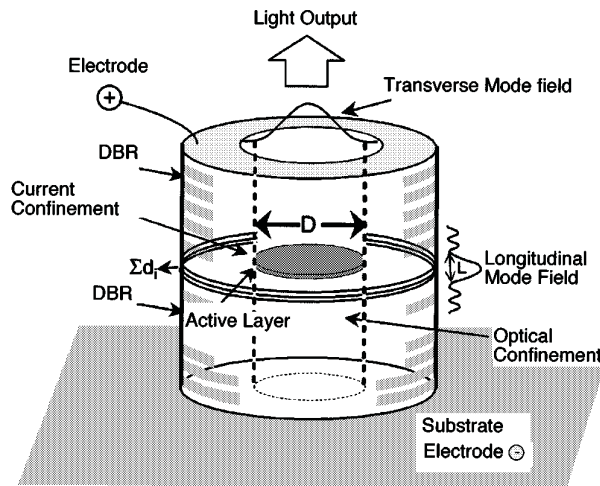 Light Output
Electrode
+
Transverse Mode field
DBR
Current
Confinement
D
Σdᵢ
L
Longitudinal
Mode Field
DBR
Active Layer
Optical
Confinement
Substrate
Electrode ⊖